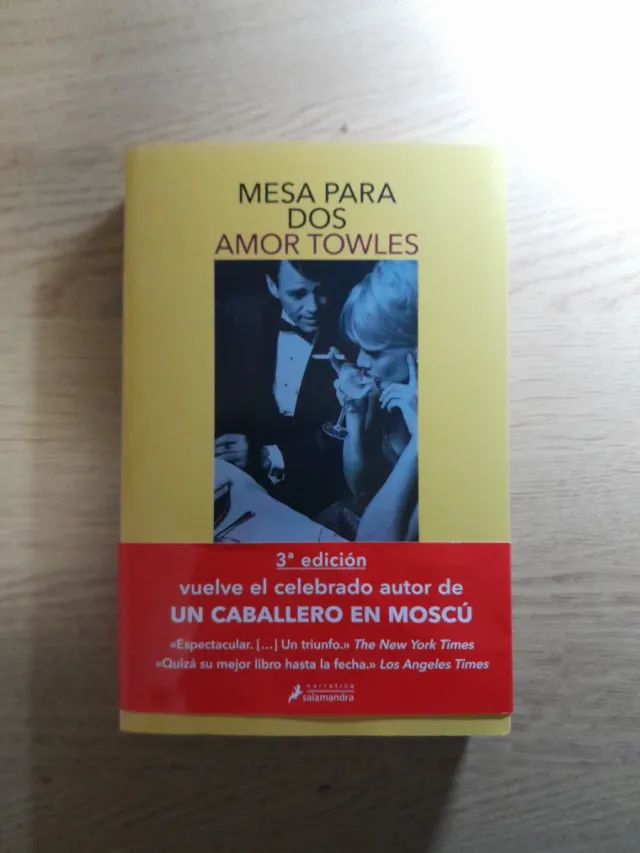 MESA PARA
DOS
AMOR TOWLES
3ª edición
vuelve el celebrado autor de
UN CABALLERO EN MOSCÚ
«Espectacular. [...] Un triunfo.» The New York Times
«Quizá su mejor libro hasta la fecha.» Los Angeles Times
narrativa
salamandra